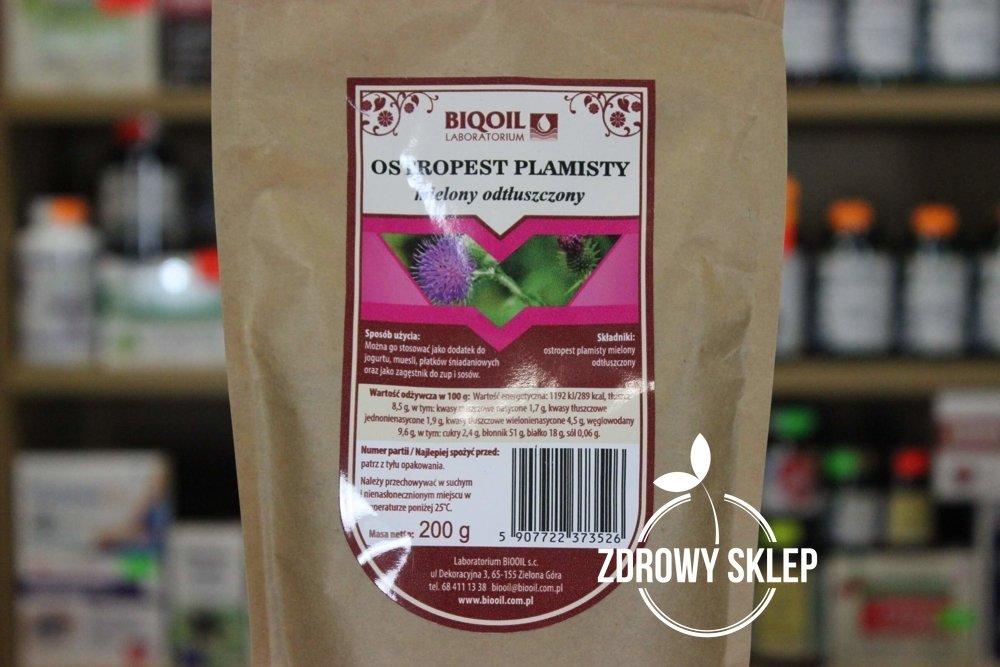 BIOOIL
LABORATORIUM
OSTROPEST PLAMISTY
mielony odtłuszczony
Sposób użycia:
Można go stosować jako dodatek do
jogurtu, muesli, płatków śniadaniowych
oraz jako zagęstnik do zup i sosów.
Składniki:
ostropest plamisty mielony
odtłuszczony
Wartość odżywcza w 100 g: Wartość energetyczna: 1192 kJ/289 kcal, tłuszcz
8,5 g, w tym: kwasy tłuszczowe nasycone 1,7 g, kwasy tłuszczowe
jednonienasycone 1,9 g, kwasy tłuszczowe wielonienasycone 4,5 g, węglowodany
9,6 g, w tym: cukry 2,4 g, błonnik 51 g, białko 18 g, sól 0,06 g.
Numer partii / Najlepiej spożyć przed:
patrz z tyłu opakowania.
Należy przechowywać w suchym
i nienasłonecznionym miejscu w
temperaturze poniżej 25°C.
Masa netto: 200 g
5 907722 373526
Laboratorium BIOOIL s.c.
ul Dekoracyjna 3, 65-155 Zielona Góra
tel. 68 411 13 38 biooil@biooil.com.pl
www.biooil.com.pl
ZDROWY SKLEP